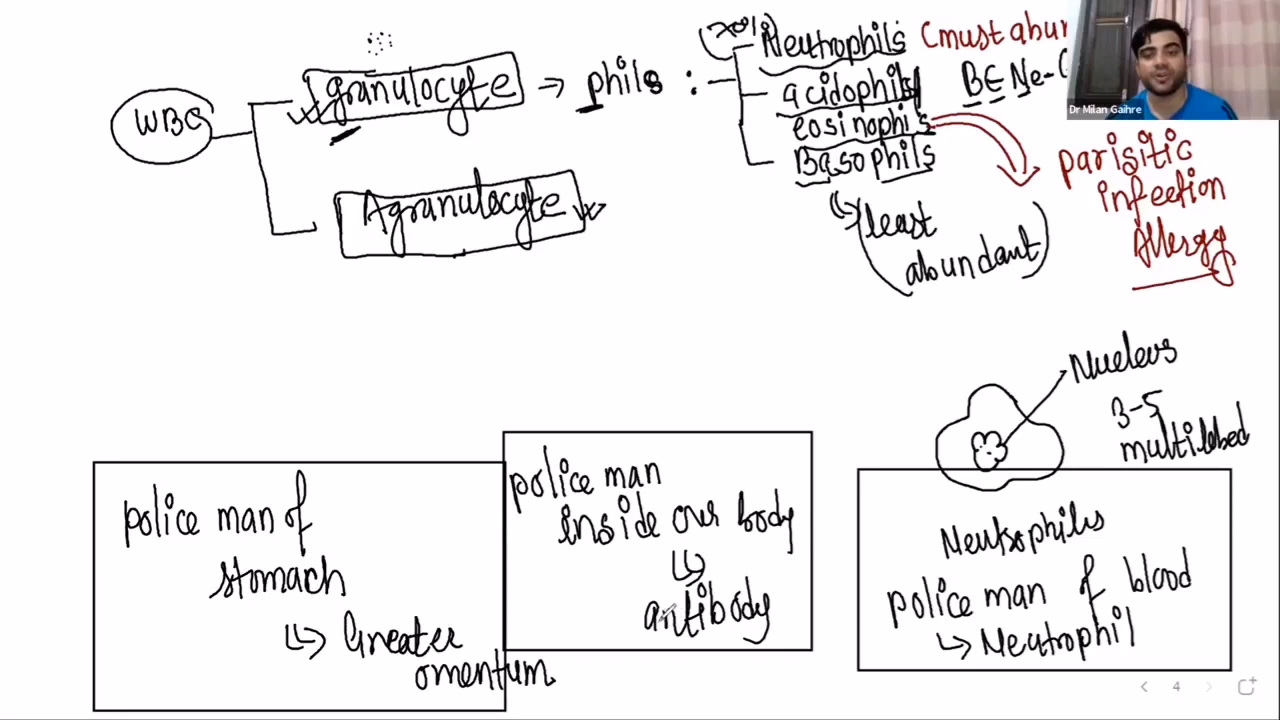 WBC
granulocyte → phils :-
(70%) Neutrophils (must abun
acidophils/
eosinophils
Basophils
least
abundant
BENe-
Dr Milan Gaihre
parisitic
infection
Allergy
Agranulocyte
Nucleus
3-5
multilobed
police man of
stomach
↳ Greater
omentum
police man
inside our body
↳
antibody
Neutrophils
police man of blood
↳ Neutrophil
4